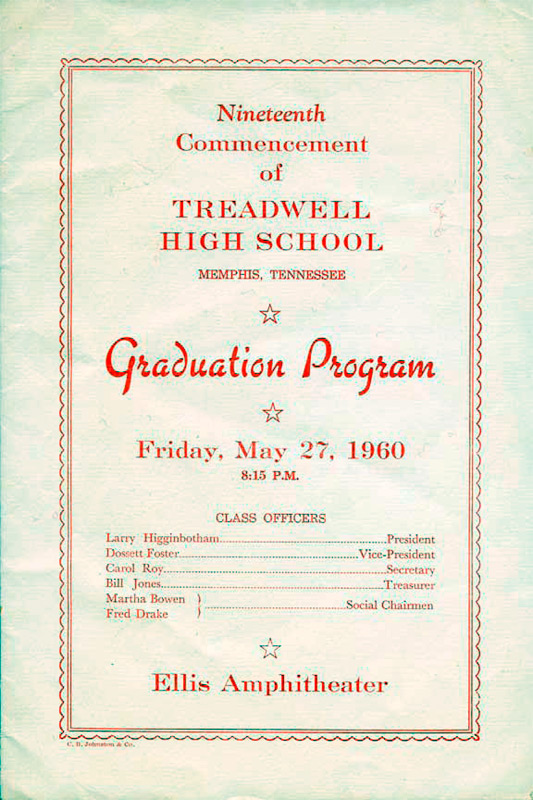 Nineteenth
Commencement
of
TREADWELL
HIGH SCHOOL
MEMPHIS, TENNESSEE
Graduation Program
Friday, May 27, 1960
8:15 P.M.
CLASS OFFICERS
Larry Higginbotham President
Dossett Foster Vice-President
Carol Roy Secretary
Bill Jones Treasurer
Martha Bowen } Social Chairmen
Fred Drake
Ellis Amphitheater
Johnston & Co.